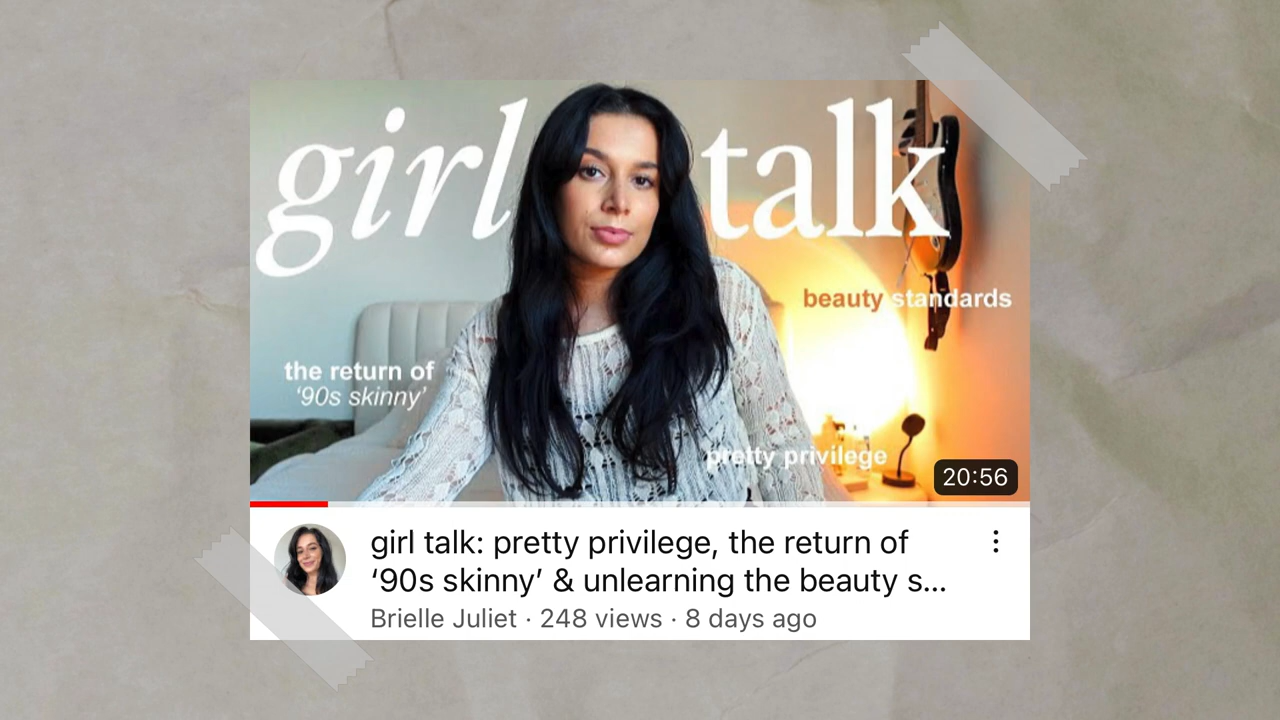 girl talk
beauty standards
the return of
‘90s skinny’
pretty privilege
20:56
girl talk: pretty privilege, the return of
‘90s skinny’ & unlearning the beauty s...
Brielle Juliet · 248 views · 8 days ago